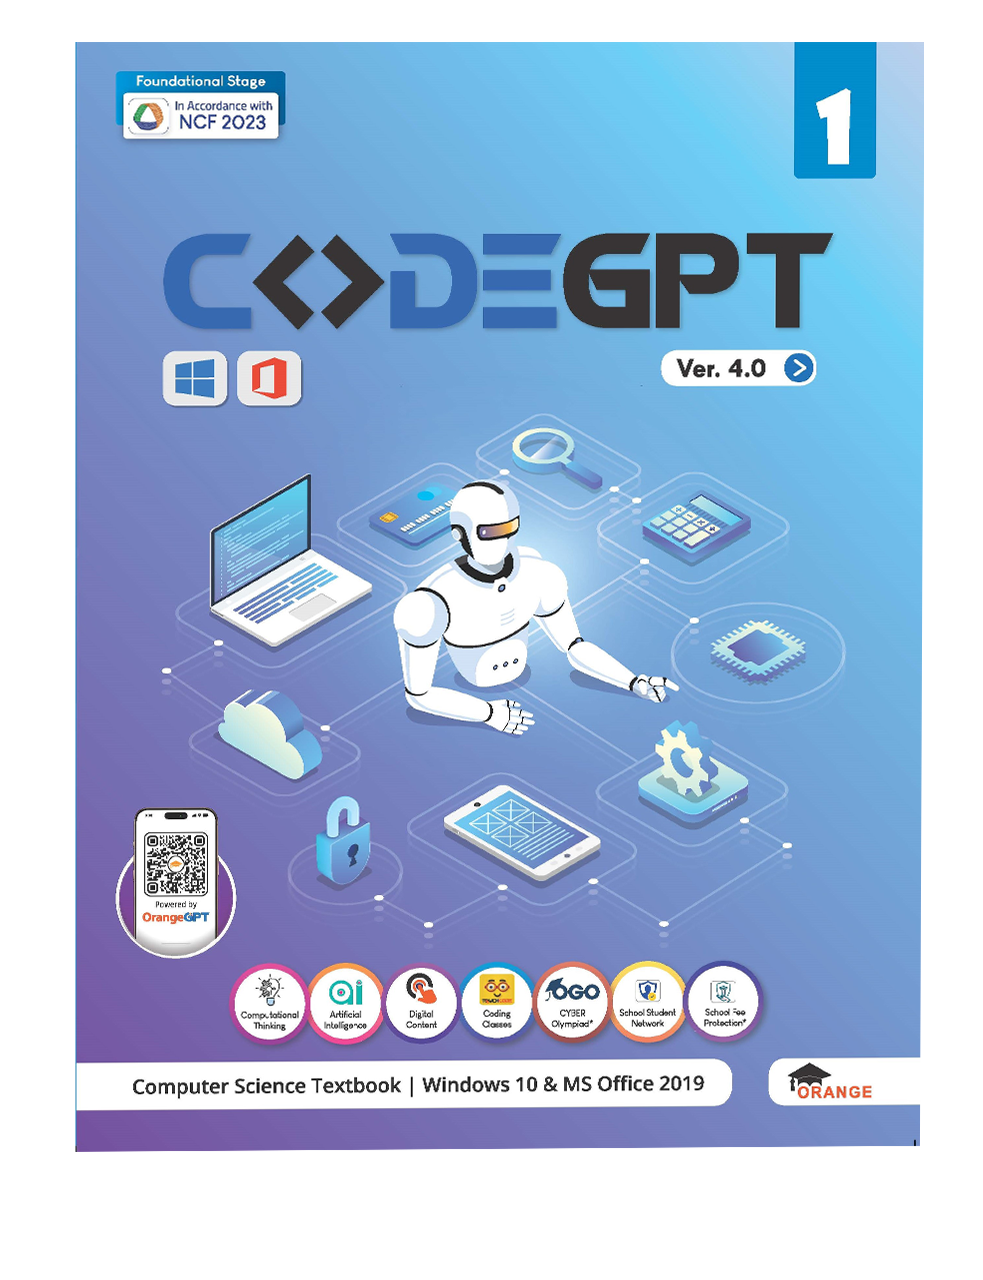 Foundational Stage
In Accordance with
NCF 2023
1
CODEGPT
Ver. 4.0
Powered by
OrangeGPT
Computational
Thinking
ai
Artificial
Intelligence
Digital
Content
Coding
Classes
OGO
CYBER
Olympiad*
School Student
Network
School Fee
Protection*
Computer Science Textbook | Windows 10 & MS Office 2019
ORANGE